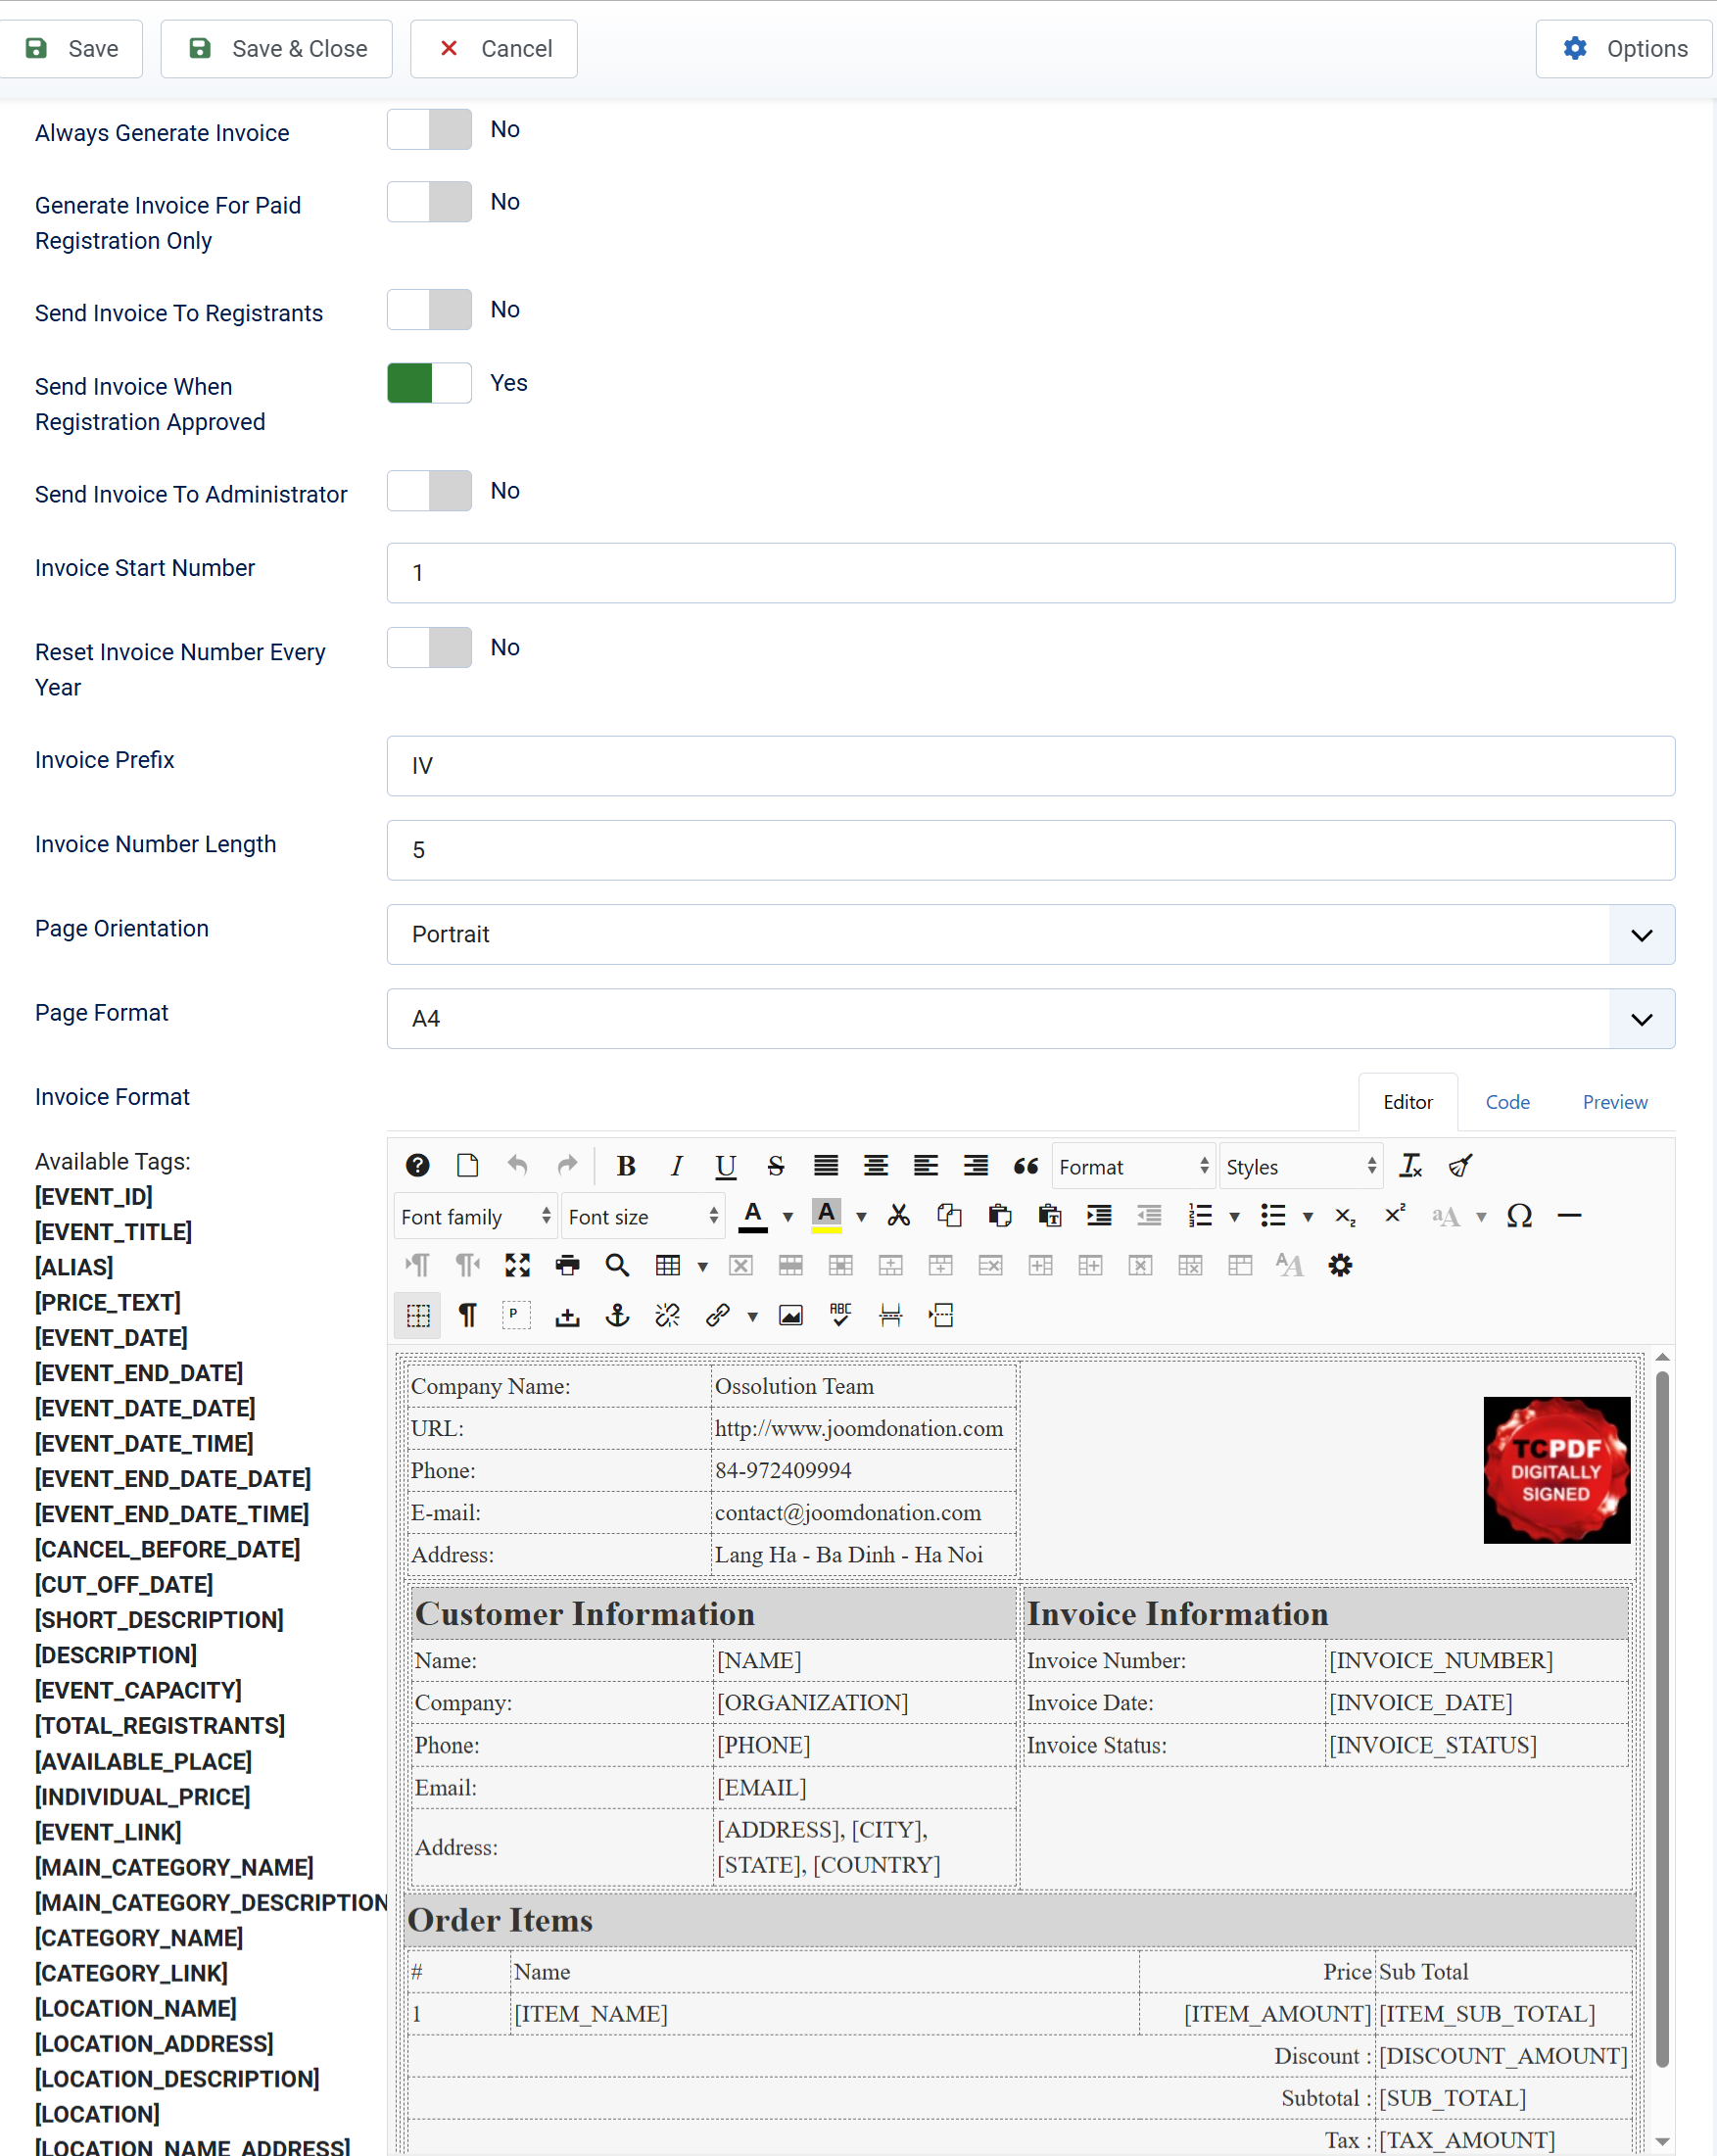 Save
Save & Close
Cancel
Options
Always Generate Invoice
No
Generate Invoice For Paid
Registration Only
No
Send Invoice To Registrants
No
Send Invoice When
Registration Approved
Yes
Send Invoice To Administrator
No
Invoice Start Number
1
Reset Invoice Number Every
Year
No
Invoice Prefix
IV
Invoice Number Length
5
Page Orientation
Portrait
Page Format
A4
Invoice Format
Editor
Code
Preview
Available Tags:
[EVENT_ID]
[EVENT_TITLE]
[ALIAS]
[PRICE_TEXT]
[EVENT_DATE]
[EVENT_END_DATE]
[EVENT_DATE_DATE]
[EVENT_DATE_TIME]
[EVENT_END_DATE_DATE]
[EVENT_END_DATE_TIME]
[CANCEL_BEFORE_DATE]
[CUT_OFF_DATE]
[SHORT_DESCRIPTION]
[DESCRIPTION]
[EVENT_CAPACITY]
[TOTAL_REGISTRANTS]
[AVAILABLE_PLACE]
[INDIVIDUAL_PRICE]
[EVENT_LINK]
[MAIN_CATEGORY_NAME]
[MAIN_CATEGORY_DESCRIPTION
[CATEGORY_NAME]
[CATEGORY_LINK]
[LOCATION_NAME]
[LOCATION_ADDRESS]
[LOCATION_DESCRIPTION]
[LOCATION]
[LOCATION_NAME_ADDRESS]
Format
Styles
Font family
Font size
Company Name: Ossolution Team
URL: http://www.joomdonation.com
Phone: 84-972409994
E-mail: contact@joomdonation.com
Address: Lang Ha - Ba Dinh - Ha Noi
TCPDF
DIGITALLY
SIGNED
Customer Information
Name: [NAME]
Company: [ORGANIZATION]
Phone: [PHONE]
Email: [EMAIL]
Address: [ADDRESS], [CITY],
[STATE], [COUNTRY]
Invoice Information
Invoice Number: [INVOICE_NUMBER]
Invoice Date: [INVOICE_DATE]
Invoice Status: [INVOICE_STATUS]
Order Items
# Name Price Sub Total
1 [ITEM_NAME] [ITEM_AMOUNT] [ITEM_SUB_TOTAL]
Discount : [DISCOUNT_AMOUNT]
Subtotal : [SUB_TOTAL]
Tax : [TAX_AMOUNT]